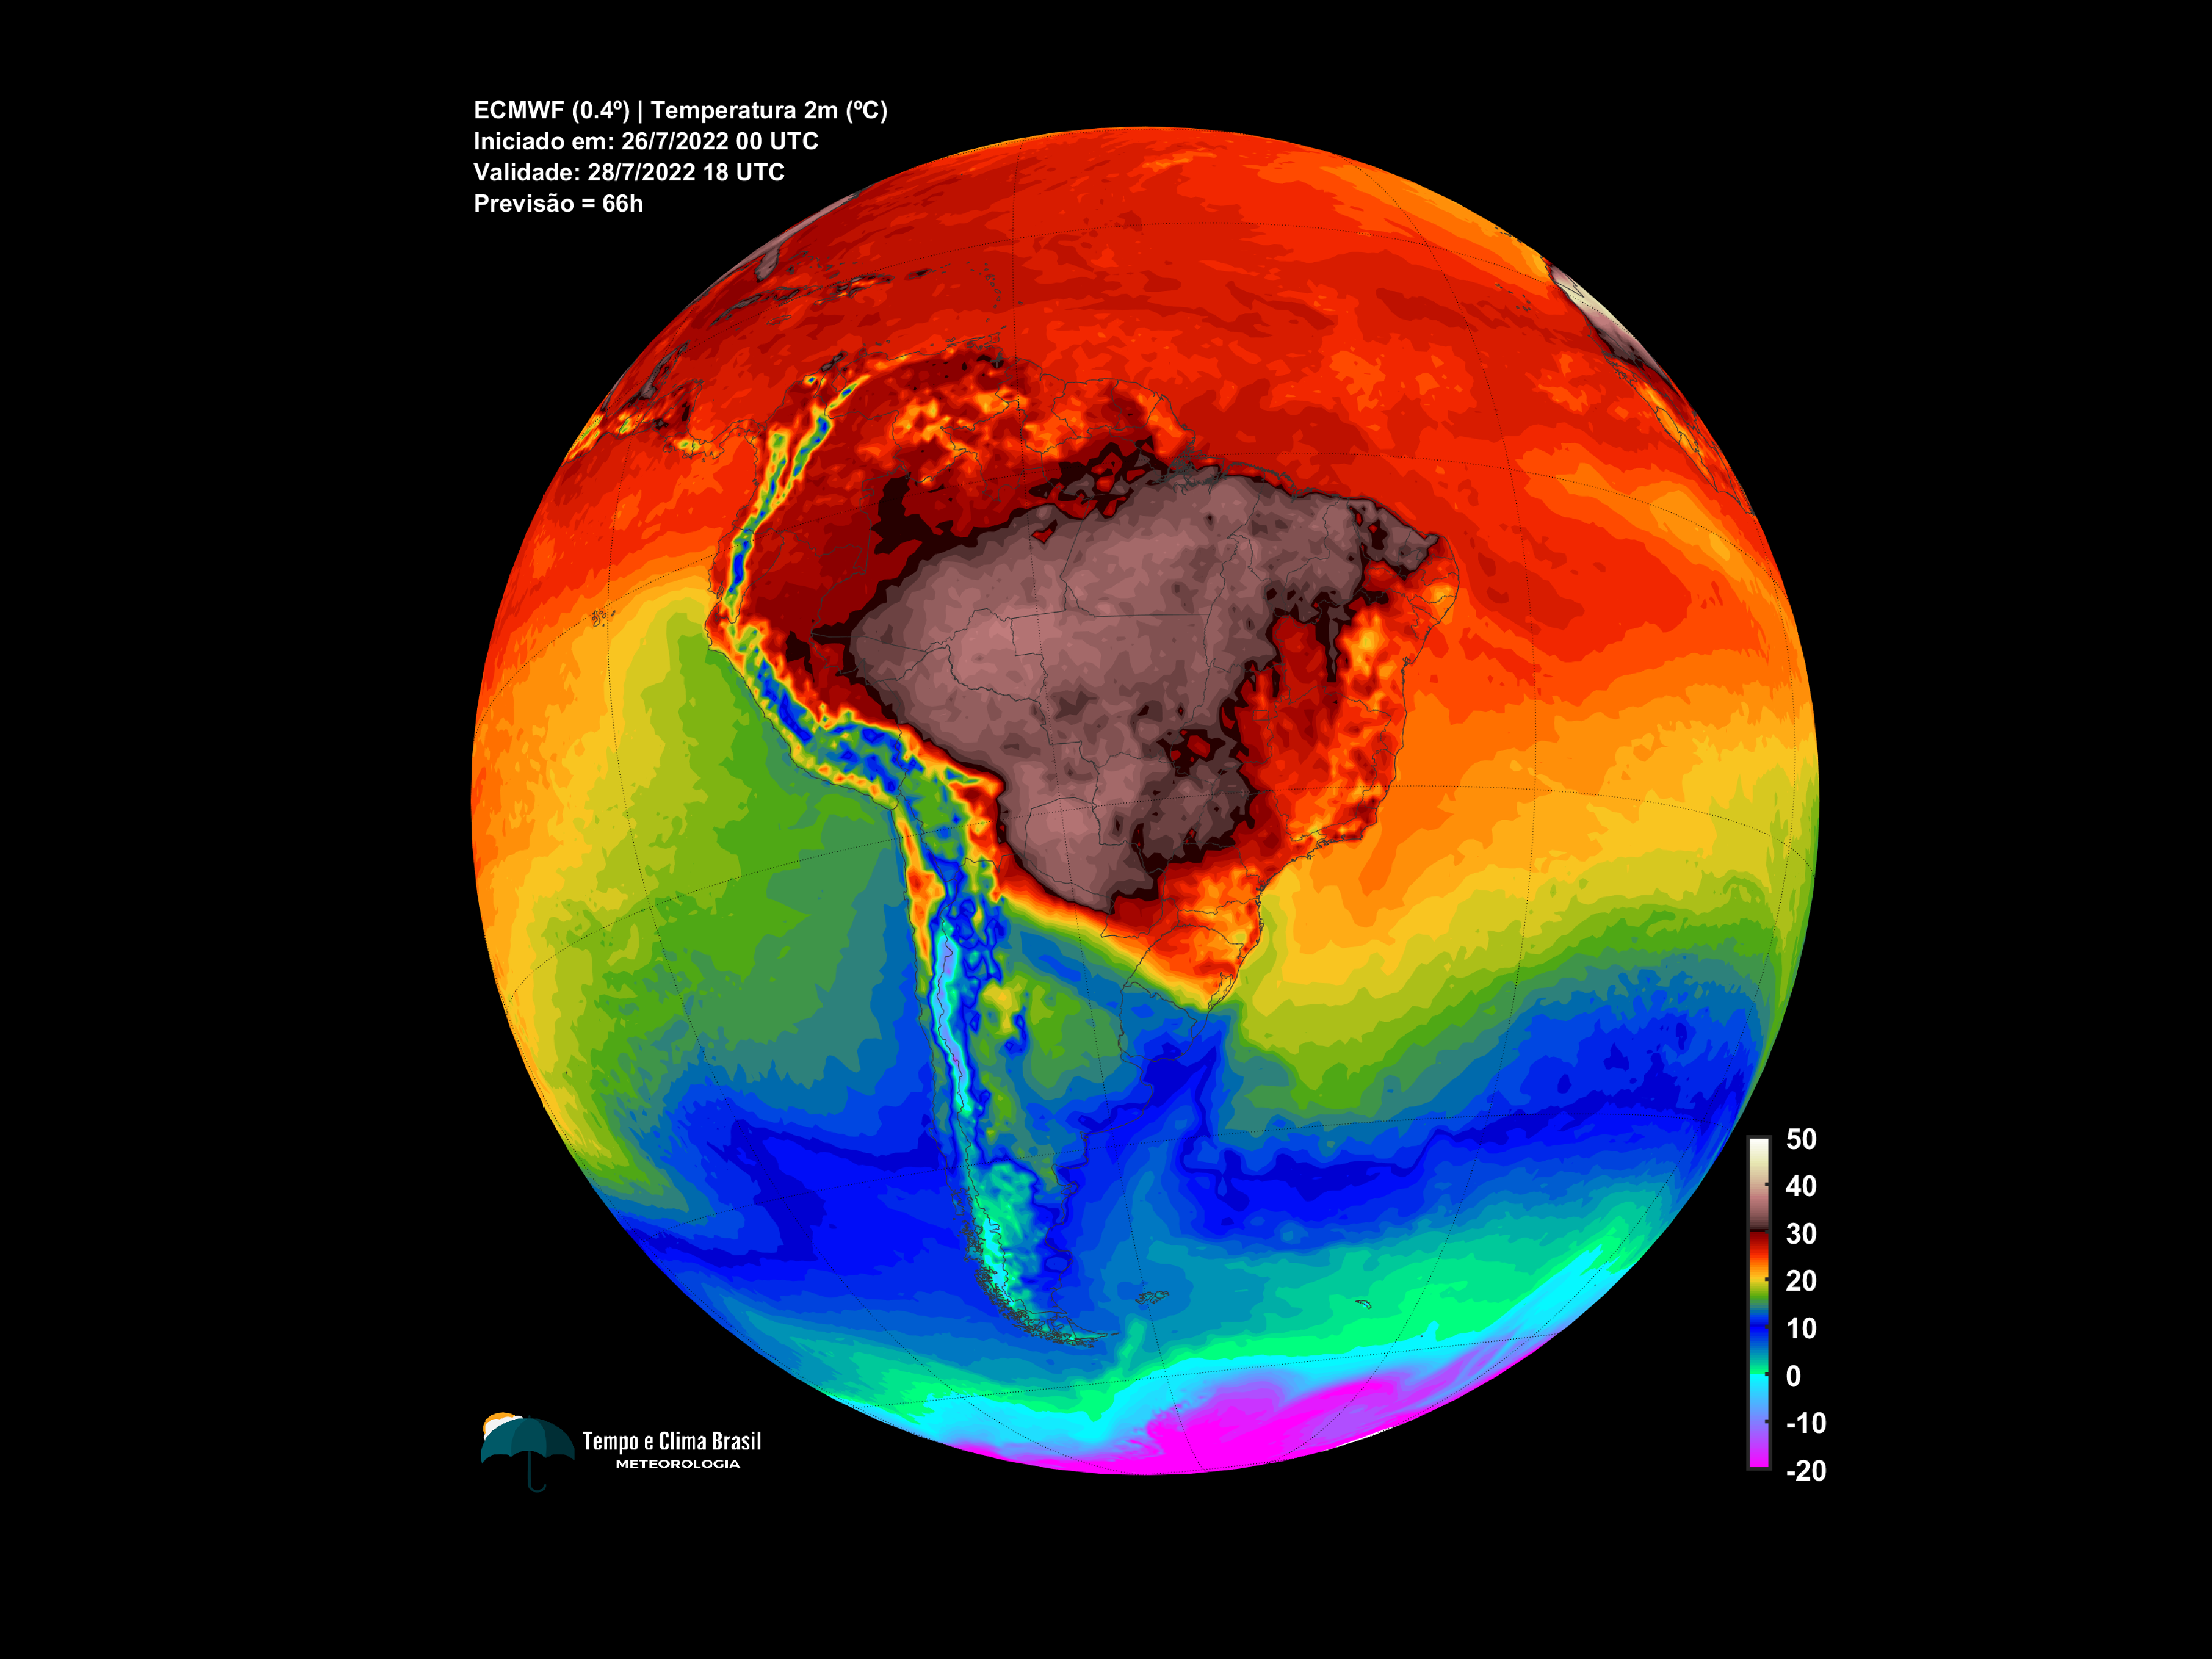 ECMWF (0.4º) | Temperatura 2m (ºC)
Iniciado em: 26/7/2022 00 UTC
Validade: 28/7/2022 18 UTC
Previsão = 66h
50
40
30
20
10
0
-10
-20
Tempo e Clima Brasil
METEOROLOGIA